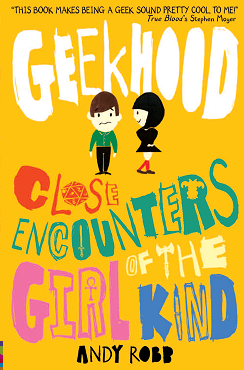 "THIS BOOK MAKES BEING A GEEK SOUND PRETTY COOL TO ME!"
True Blood's Stephen Moyer
GEEKHOOD
CLOSE
ENCOUNTERS
OF THE
GIRL KIND
ANDY ROBB